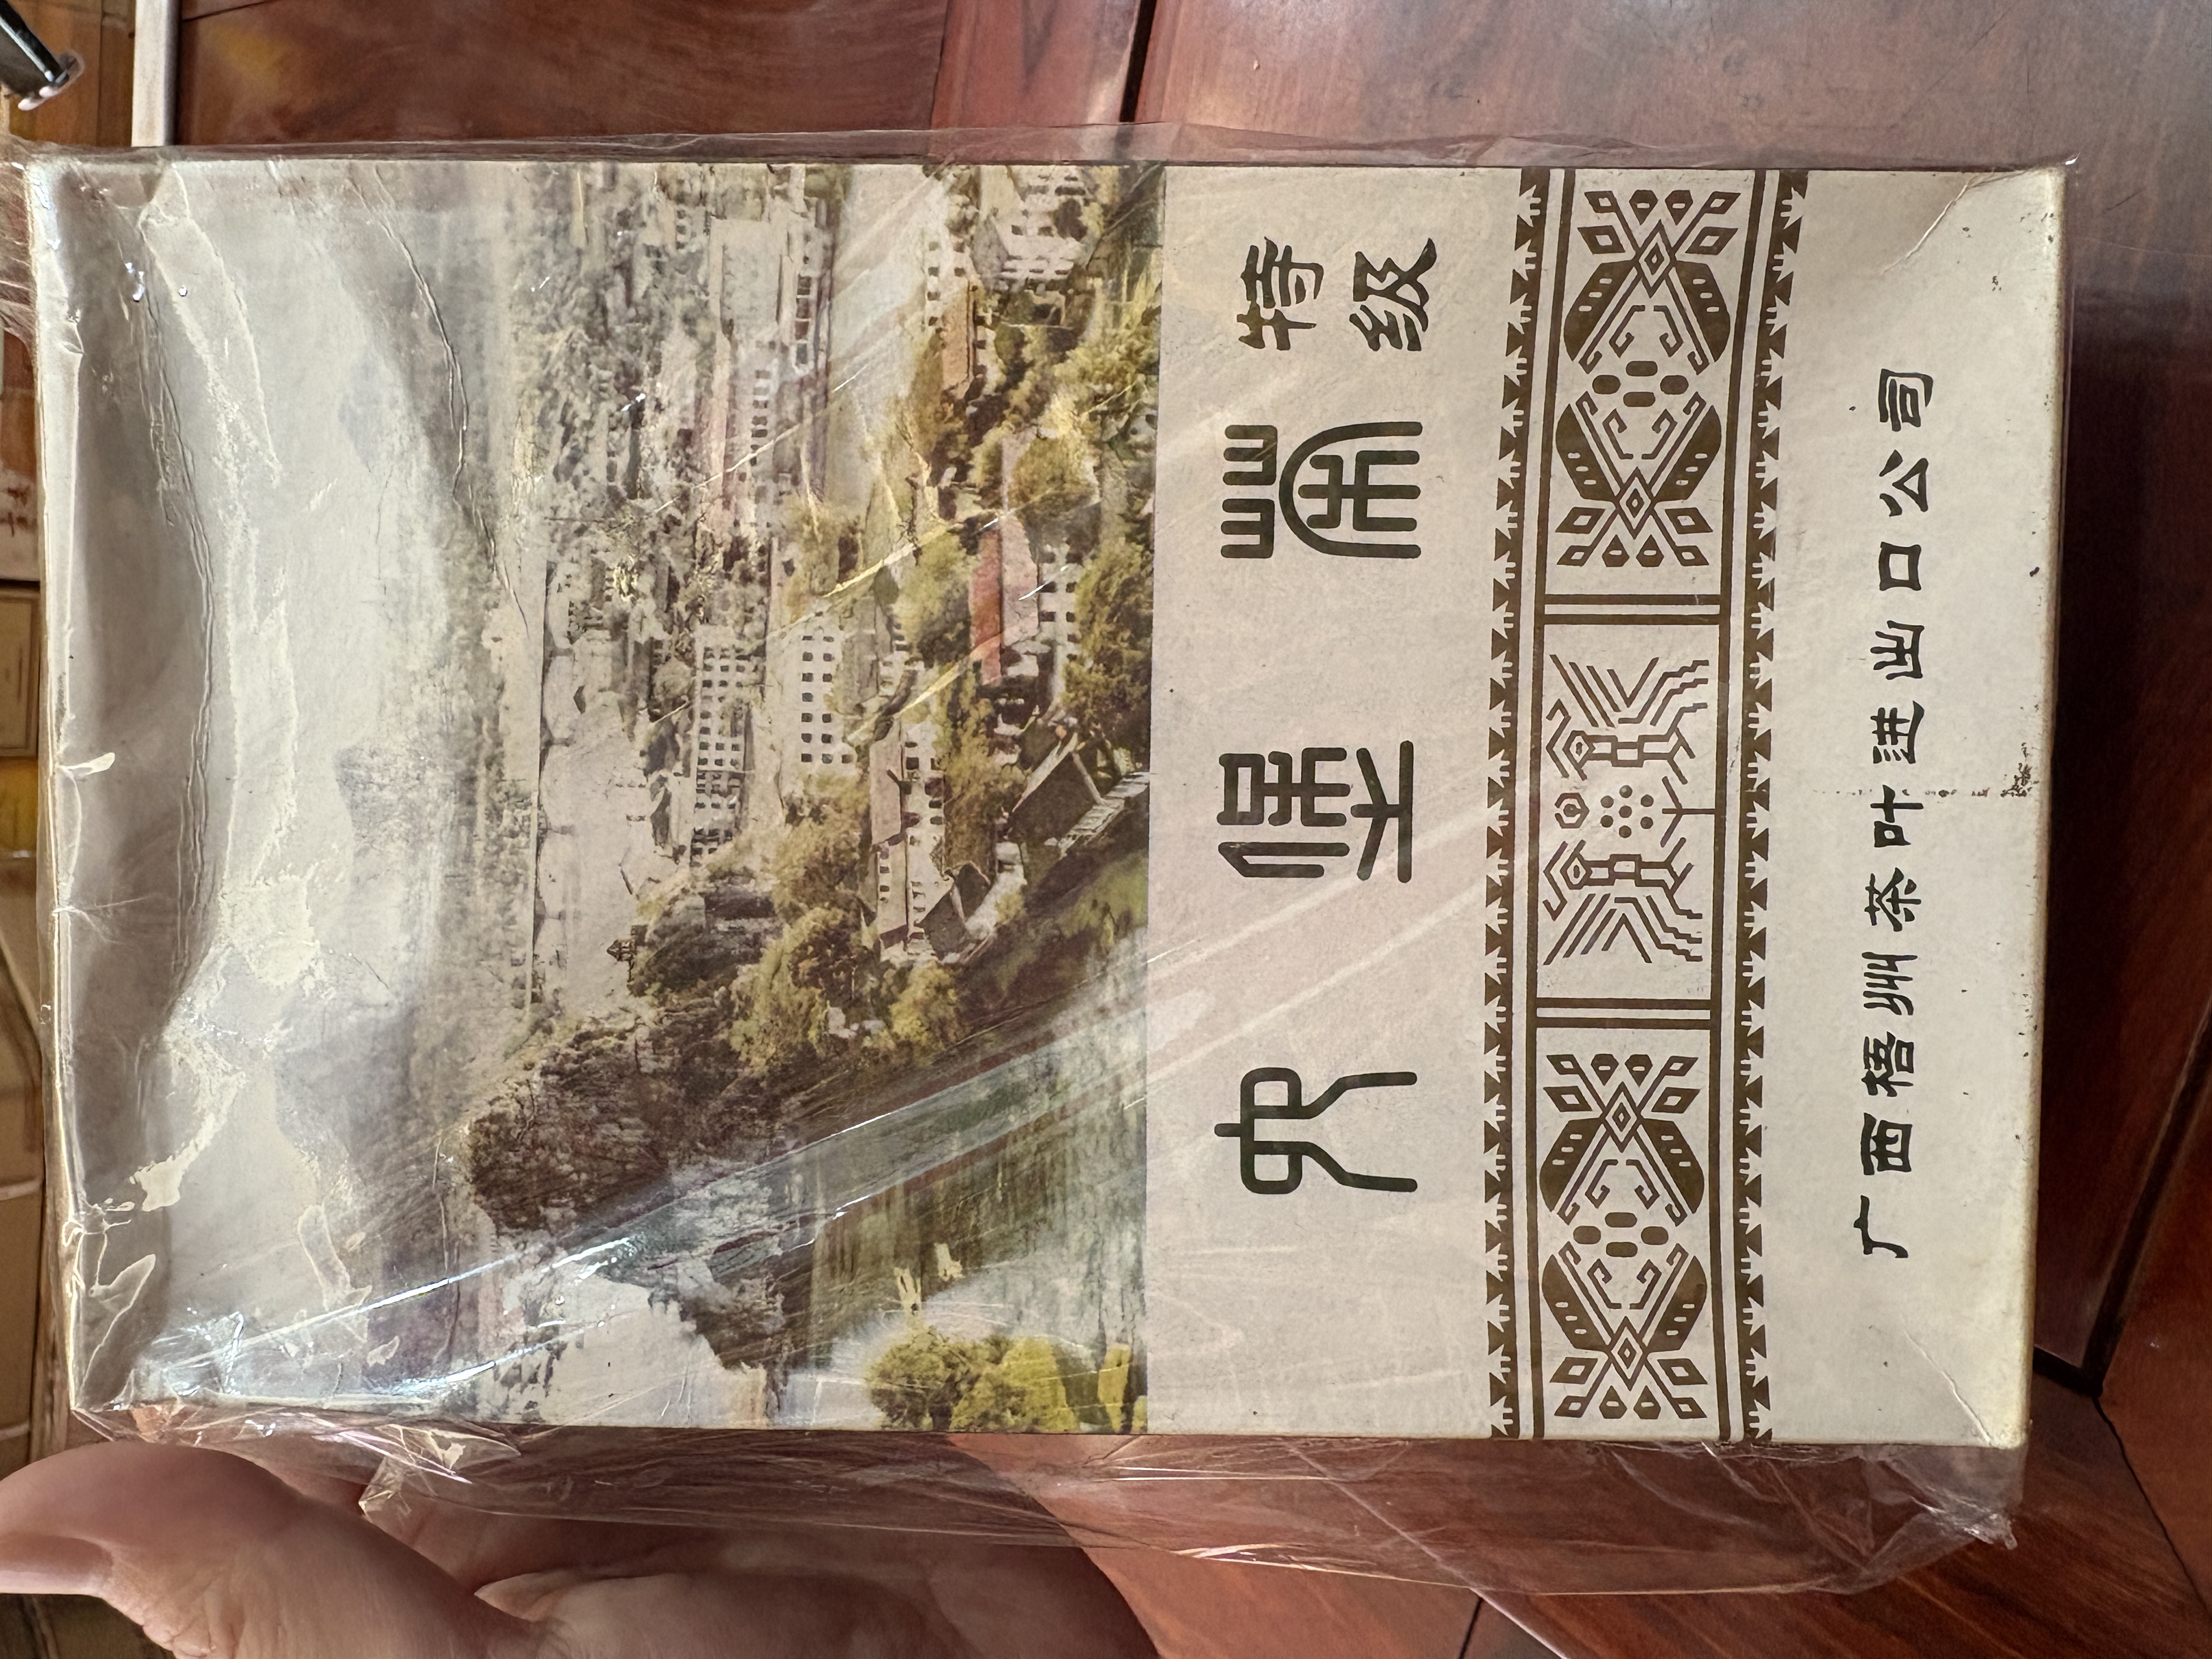 六堡茶 特级
广西梧州茶叶进出口公司